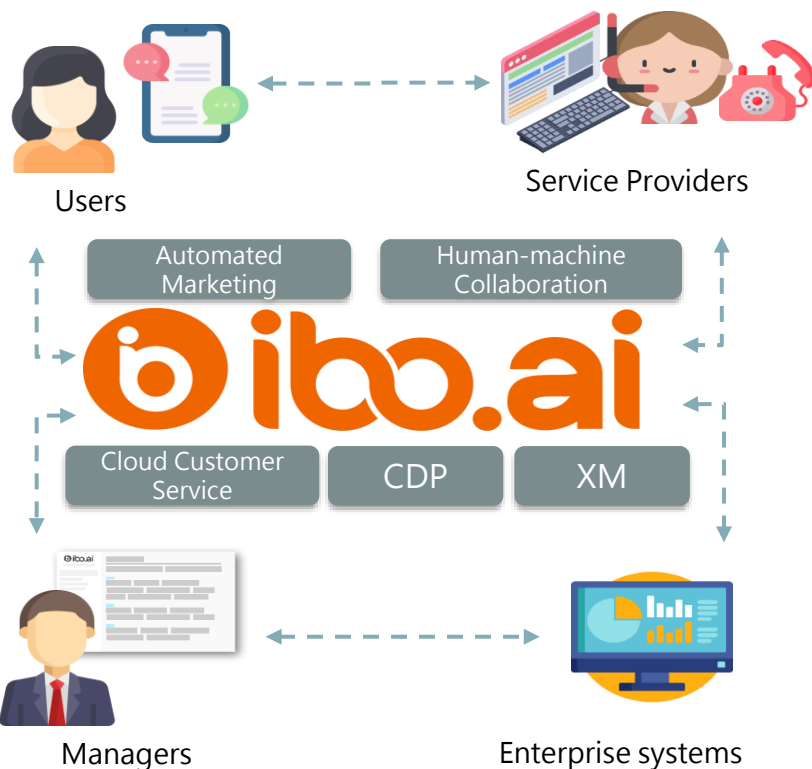 Users
Service Providers
Automated
Marketing
Human-machine
Collaboration
ibo.ai
Cloud Customer
Service
CDP
XM
ibo.ai
Managers
Enterprise systems